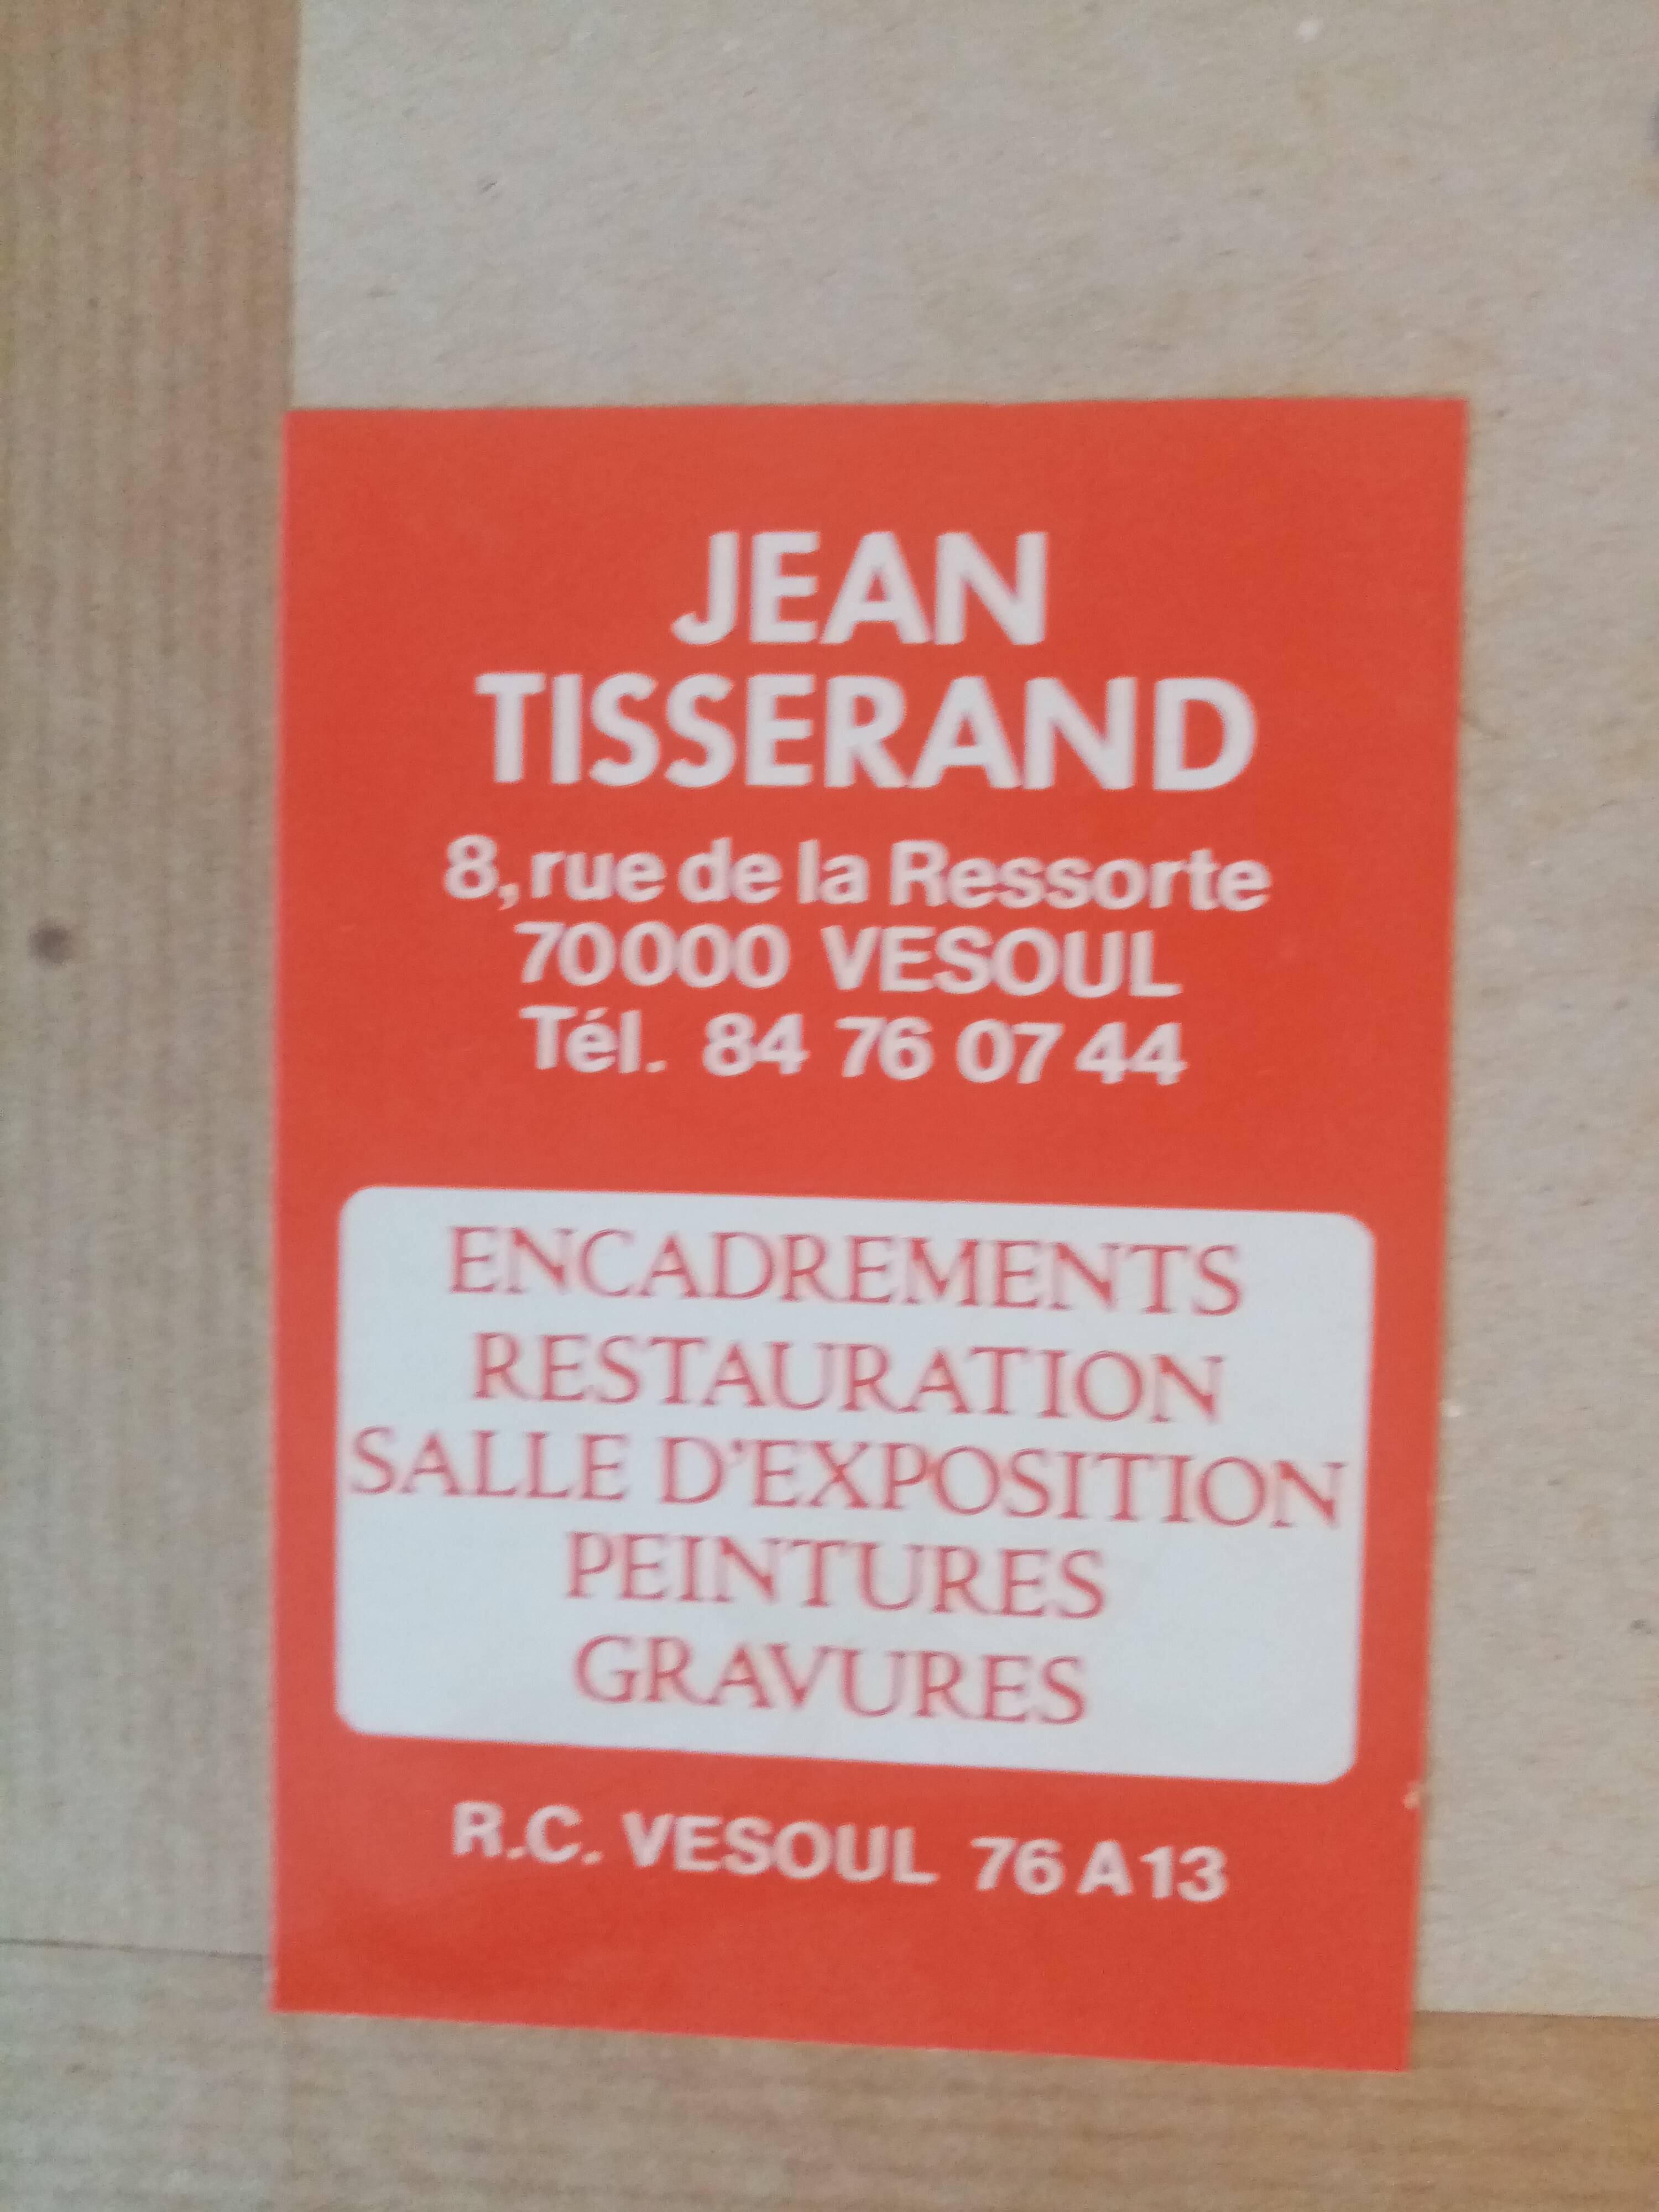 JEAN
TISSERAND
8, rue de la Ressorte
70000 VESOUL
Tél. 84 76 07 44
ENCADREMENTS
RESTAURATION
SALLE D'EXPOSITION
PEINTURES
GRAVURES
R.C. VESOUL 76 A 13